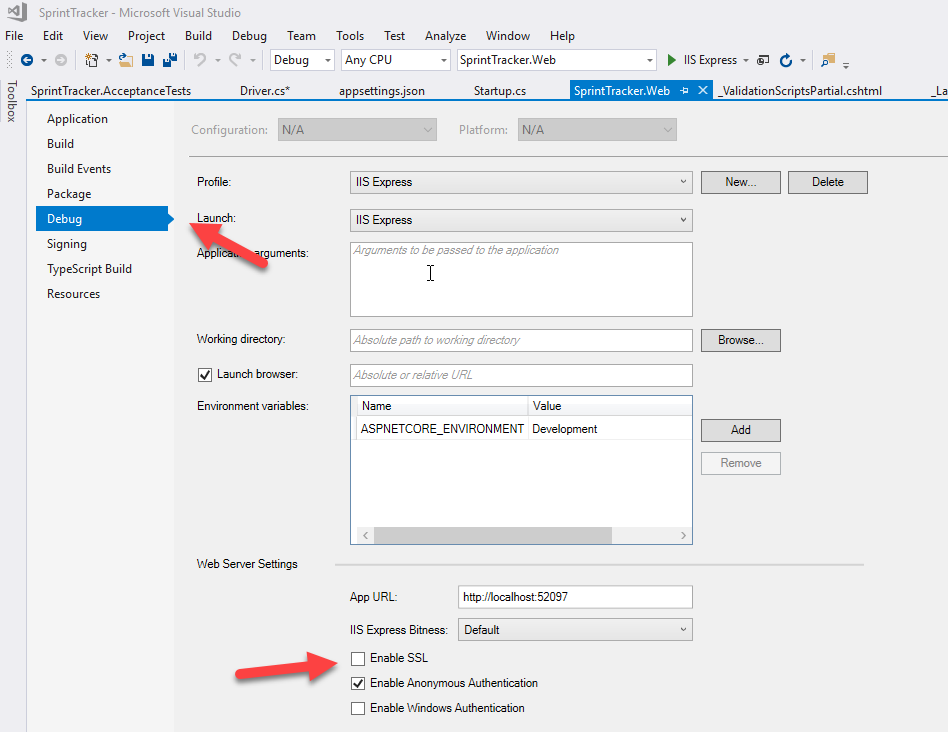 SprintTracker - Microsoft Visual Studio
File Edit View Project Build Debug Team Tools Test Analyze Window Help
Debug Any CPU SprintTracker.Web IIS Express
Toolbox
SprintTracker.AcceptanceTests Driver.cs* appsettings.json Startup.cs SprintTracker.Web _ValidationScriptsPartial.cshtml _La
Application
Build
Build Events
Package
Debug
Signing
TypeScript Build
Resources
Configuration: N/A Platform: N/A
Profile: IIS Express New... Delete
Launch: IIS Express
Application arguments: Arguments to be passed to the application
Working directory: Absolute path to working directory Browse...
Launch browser: Absolute or relative URL
Environment variables: Name Value
ASPNETCORE_ENVIRONMENT Development
Add
Remove
Web Server Settings
App URL: http://localhost:52097
IIS Express Bitness: Default
Enable SSL
Enable Anonymous Authentication
Enable Windows Authentication